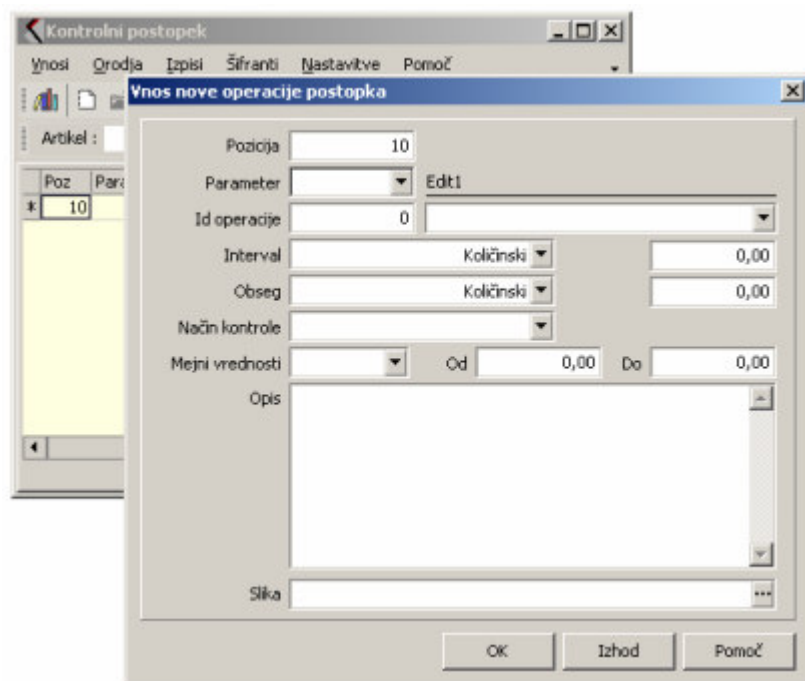 Kontrolni postopek
Vnosi Orodja Izpisi Šifranti Nastavitve Pomoč
Artikel :
Poz Para
* 10
Vnos nove operacije postopka
Pozicija 10
Parameter Edit1
Id operacije 0
Interval Količinski 0,00
Obseg Količinski 0,00
Način kontrole
Mejni vrednosti Od 0,00 Do 0,00
Opis
Slika ...
OK Izhod Pomoč